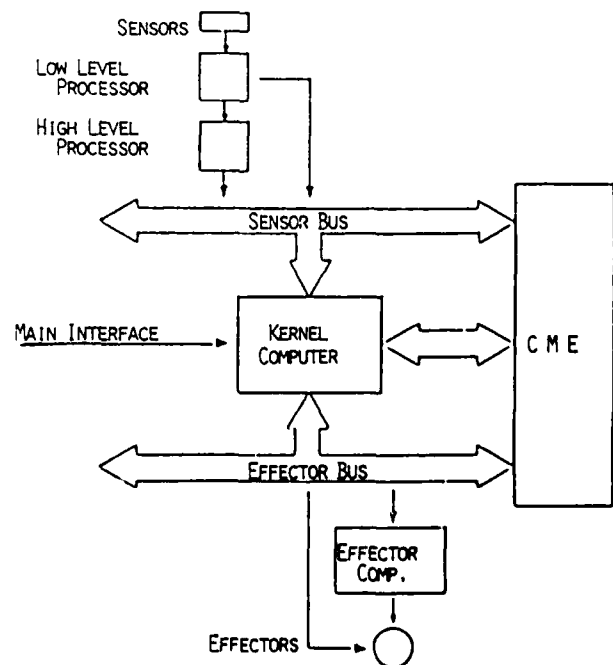 SENSORS
LOW LEVEL
PROCESSOR
HIGH LEVEL
PROCESSOR
SENSOR BUS
MAIN INTERFACE
KERNEL
COMPUTER
C M E
EFFECTOR BUS
EFFECTOR
COMP.
EFFECTORS